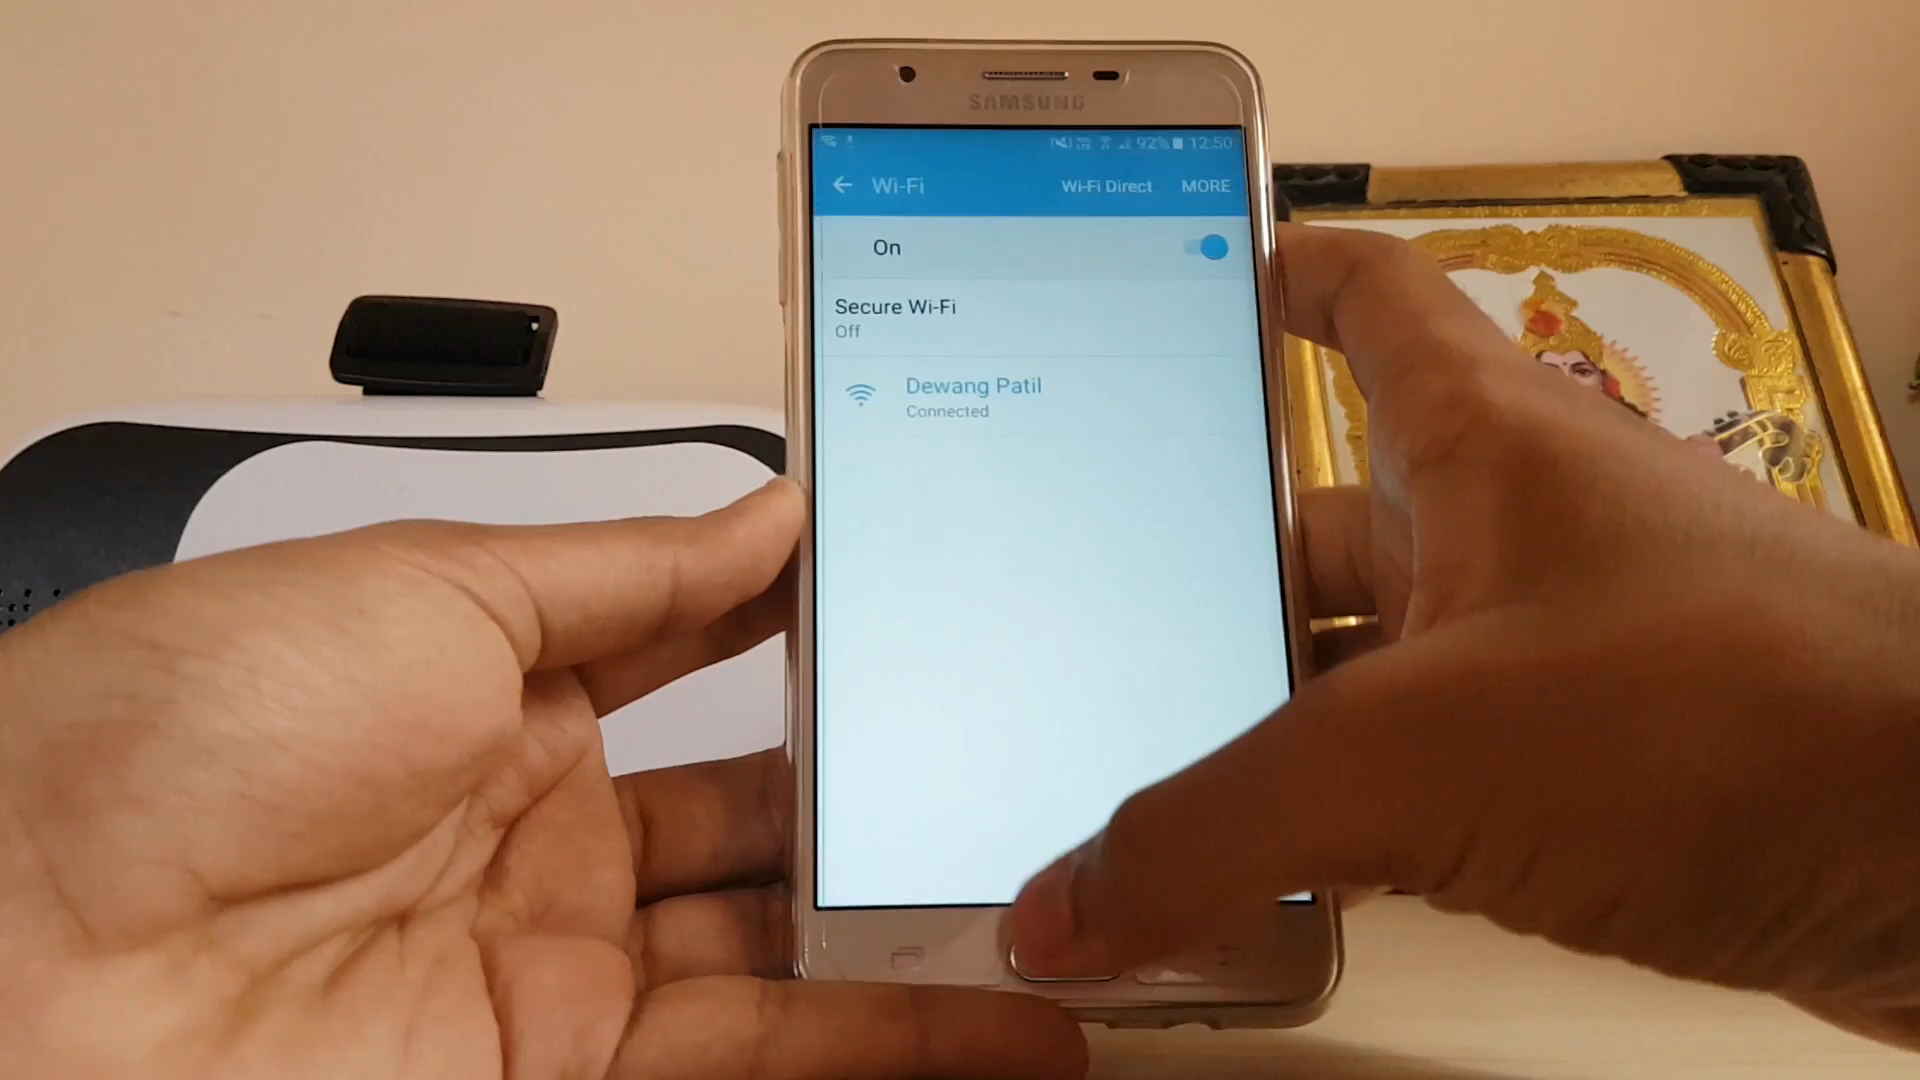 SAMSUNG
92% 12:50
Wi-Fi Wi-Fi Direct MORE
On
Secure Wi-Fi
Off
Dewang Patil
Connected